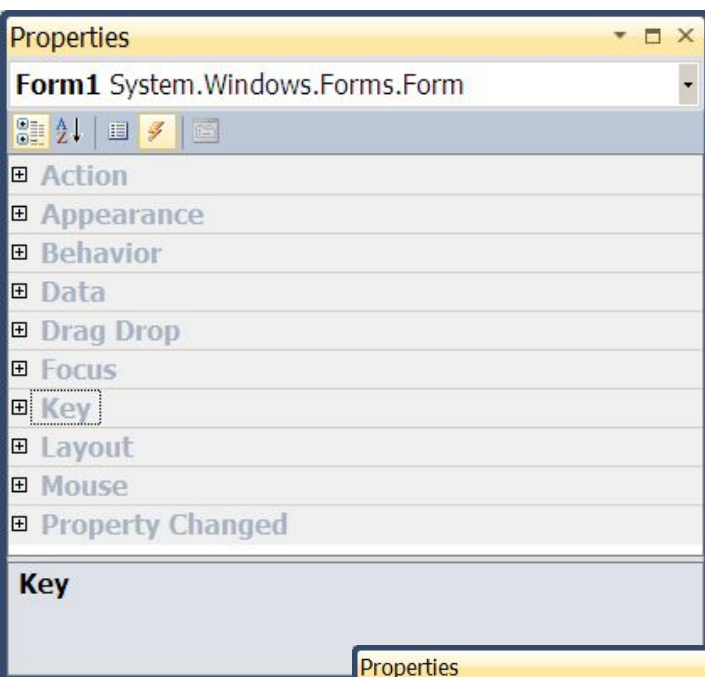 Properties
Form1 System.Windows.Forms.Form
Action
Appearance
Behavior
Data
Drag Drop
Focus
Key
Layout
Mouse
Property Changed
Key
Properties